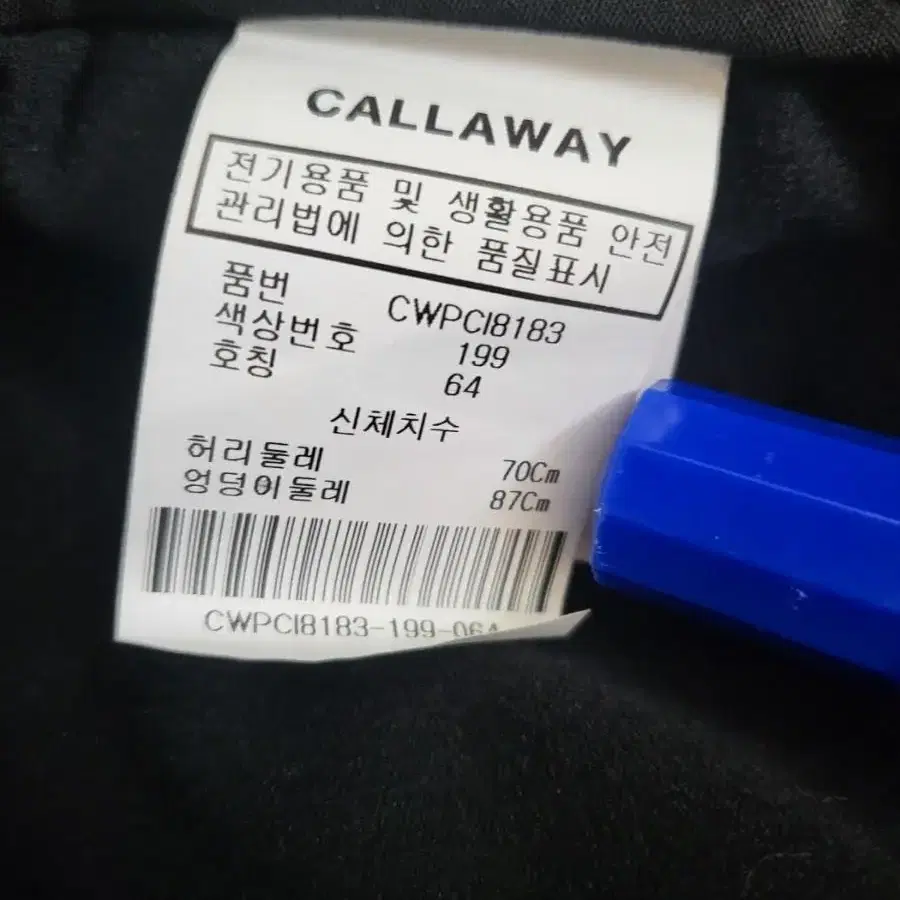 CALLAWAY
전기용품 및 생활용품 안전
관리법에 의한 품질표시
품번 CWPCI8183
색상번호 199
호칭 64
신체치수
허리둘레 70Cm
엉덩이둘레 87Cm
CWPCI8183-199-064